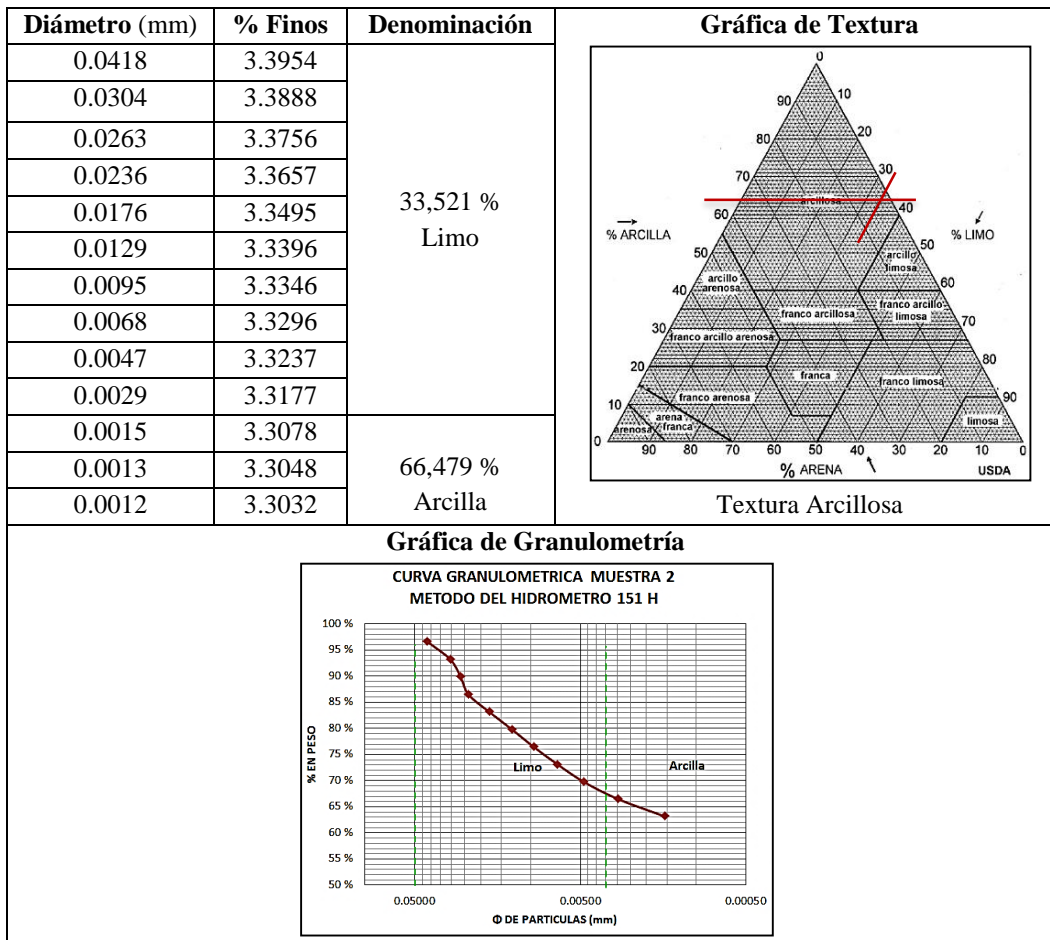 Diámetro (mm) % Finos Denominación Gráfica de Textura
0.0418 3.3954
0.0304 3.3888
0.0263 3.3756
0.0236 3.3657
0.0176 3.3495
0.0129 3.3396
0.0095 3.3346
0.0068 3.3296
0.0047 3.3237
0.0029 3.3177
33,521 %
Limo
0.0015 3.3078
0.0013 3.3048
0.0012 3.3032
66,479 %
Arcilla
0
90 10
80 20
70 30
arcillosa
60 40
→
% ARCILLA
↙
% LIMO
50 50
arcillo
limosa
arcillo
arenosa
40 60
franco arcillosa
franco arcillo
limosa
30 70
franco arcillo arenosa
20 80
franca
franco limosa
franco arenosa
10 90
arena
franca
arenosa
limosa
0 90 80 70 60 50 40 30 20 10 0
% ARENA
USDA
Textura Arcillosa
Gráfica de Granulometría
CURVA GRANULOMETRICA MUESTRA 2
METODO DEL HIDROMETRO 151 H
100 %
95 %
90 %
85 %
80 %
75 %
70 %
65 %
60 %
55 %
50 %
% EN PESO
Limo
Arcilla
0.05000 0.00500 0.00050
Φ DE PARTICULAS (mm)